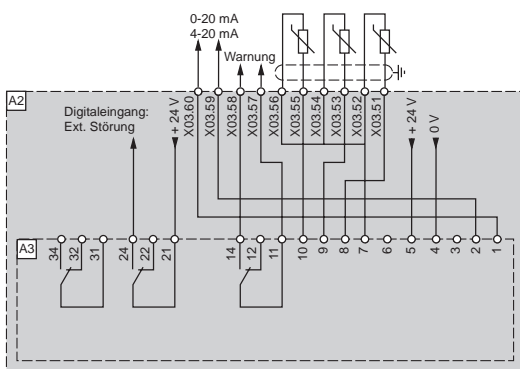 0-20 mA
4-20 mA
Warnung
A2
Digitaleingang:
Ext. Störung
+ 24 V
X03.60
X03.59
X03.58
X03.57
X03.56
X03.55
X03.54
X03.53
X03.52
X03.51
+ 24 V
0 V
A3
34
32
31
24
22
21
14
12
11
10
9
8
7
6
5
4
3
2
1